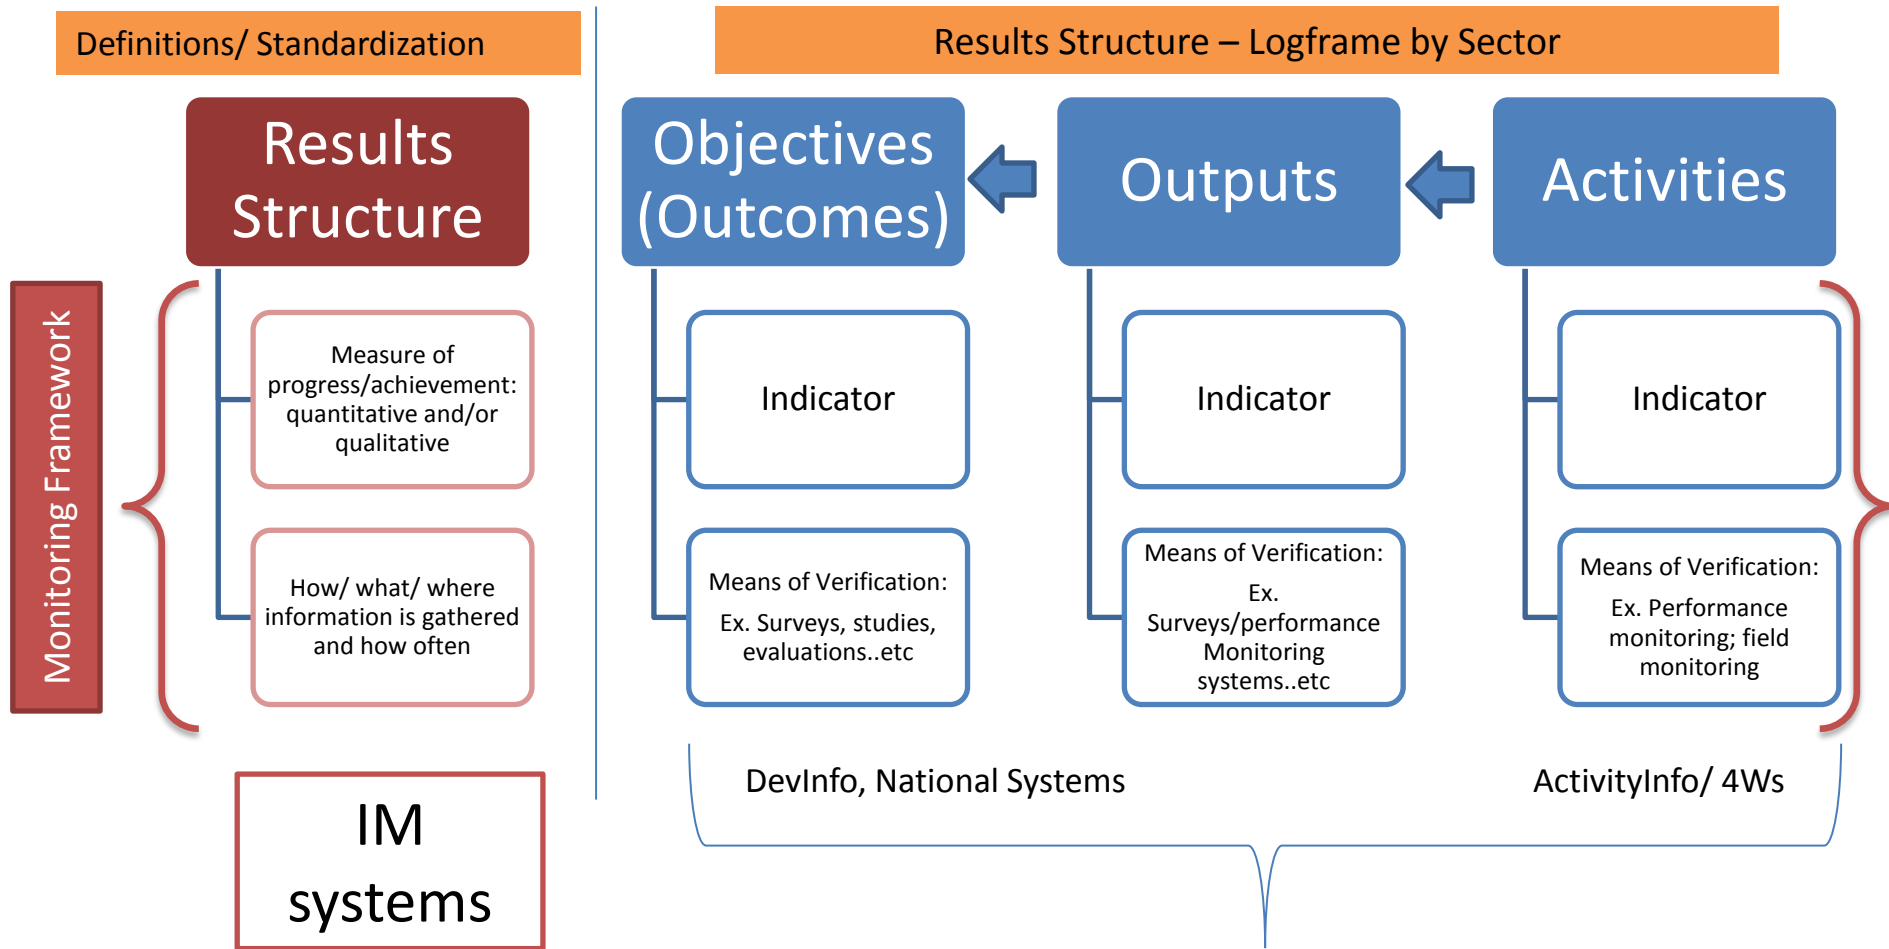 Definitions/ Standardization
Results Structure – Logframe by Sector
Results
Structure
Objectives
(Outcomes)
Outputs
Activities
Monitoring Framework
Measure of
progress/achievement:
quantitative and/or
qualitative
Indicator
Indicator
Indicator
How/ what/ where
information is gathered
and how often
Means of Verification:
Ex. Surveys, studies,
evaluations..etc
Means of Verification:
Ex.
Surveys/performance
Monitoring
systems..etc
Means of Verification:
Ex. Performance
monitoring; field
monitoring
IM
systems
DevInfo, National Systems
ActivityInfo/ 4Ws